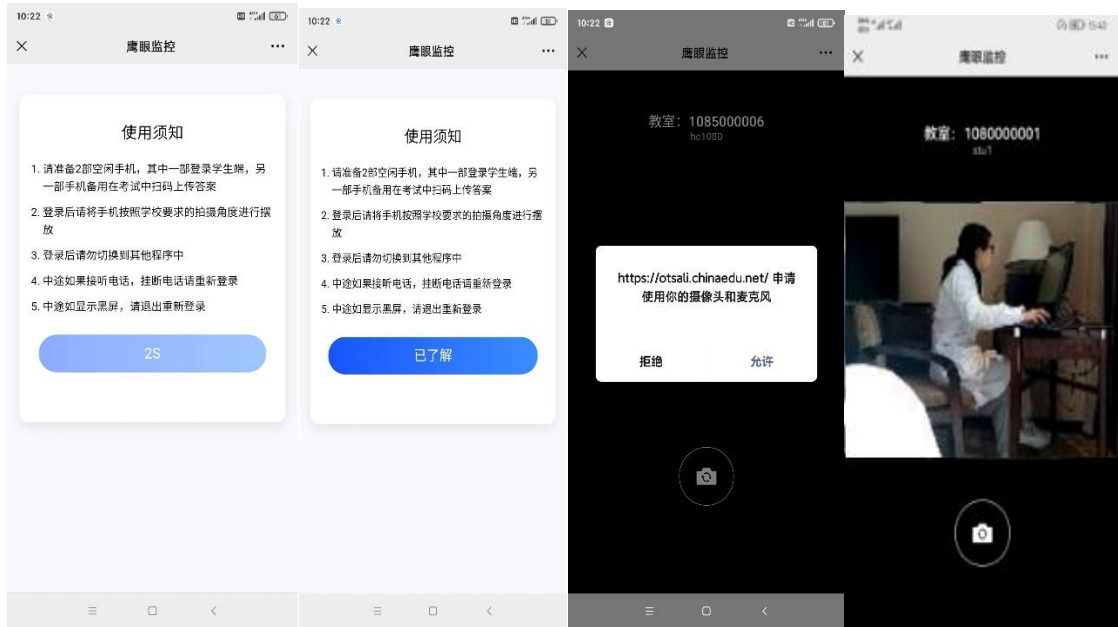 10:22
鹰眼监控
使用须知
1. 请准备2部空闲手机，其中一部登录学生端，另
一部手机备用在考试中扫码上传答案
2. 登录后请将手机按照学校要求的拍摄角度进行摆
放
3. 登录后请勿切换到其他程序中
4. 中途如果接听电话，挂断电话请重新登录
5. 中途如显示黑屏，请退出重新登录
2S
10:22
鹰眼监控
使用须知
1. 请准备2部空闲手机，其中一部登录学生端，另
一部手机备用在考试中扫码上传答案
2. 登录后请将手机按照学校要求的拍摄角度进行摆
放
3. 登录后请勿切换到其他程序中
4. 中途如果接听电话，挂断电话请重新登录
5. 中途如显示黑屏，请退出重新登录
已了解
10:22
鹰眼监控
教室：1085000006
hc1080
https://otsali.chinaedu.net/ 申请
使用你的摄像头和麦克风
拒绝 允许
鹰眼监控
教室：1080000001
stu1